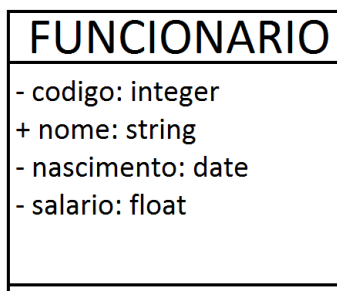 FUNCIONARIO
- codigo: integer
+ nome: string
- nascimento: date
- salario: float